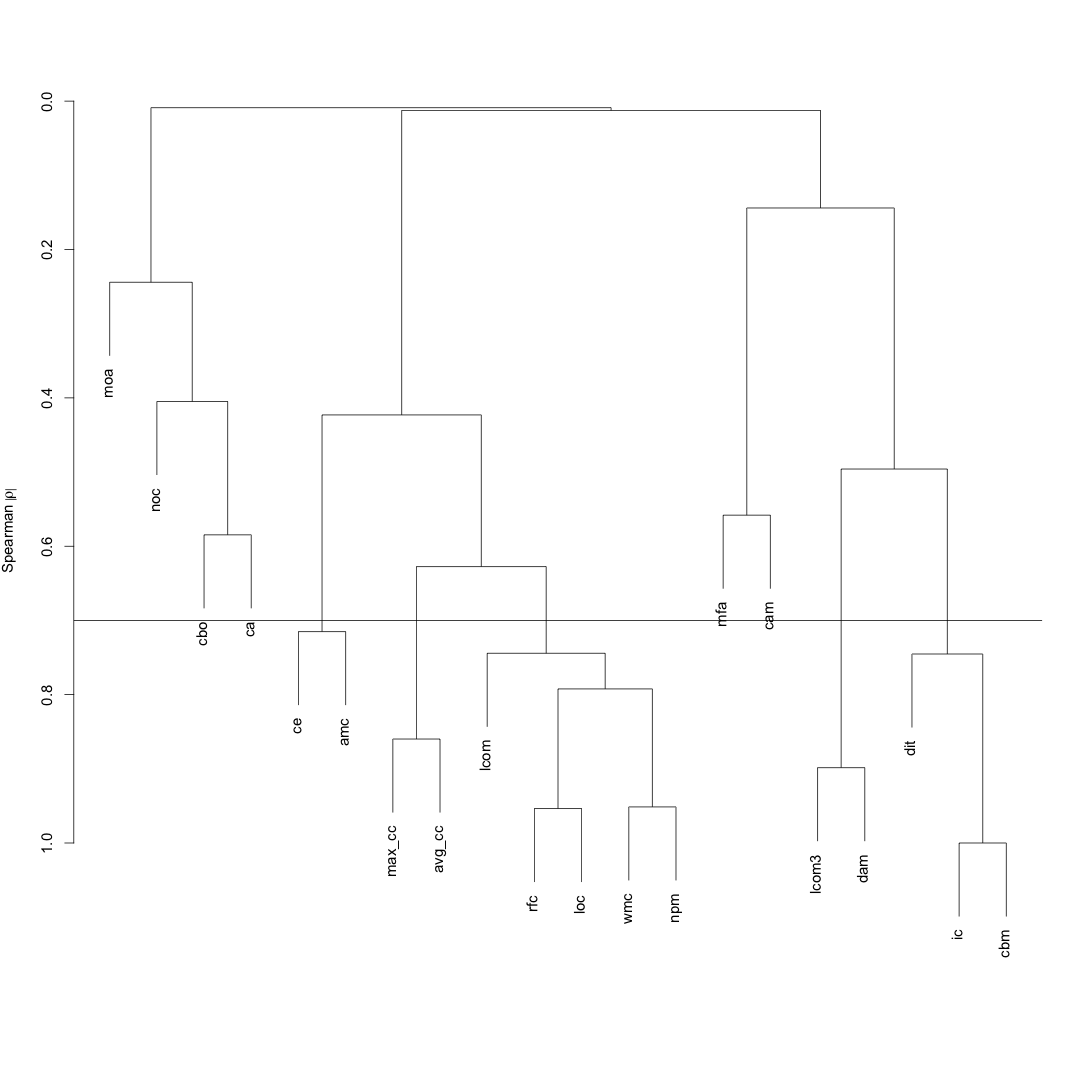 Spearman |ρ|
0.0
0.2
0.4
0.6
0.8
1.0
moa
noc
cbo
ca
ce
amc
max_cc
avg_cc
lcom
rfc
loc
wmc
npm
mfa
cam
lcom3
dam
dit
ic
cbm